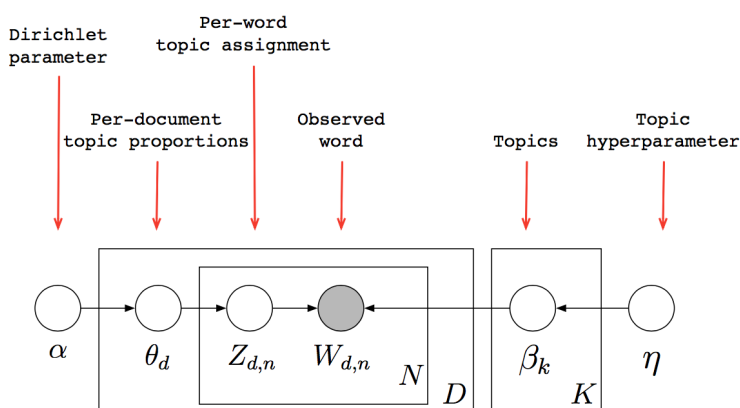 Dirichlet
parameter
Per-word
topic assignment
Per-document
topic proportions
Observed
word
Topics
Topic
hyperparameter
α
θd
Zd,n
Wd,n
N
D
βk
K
η